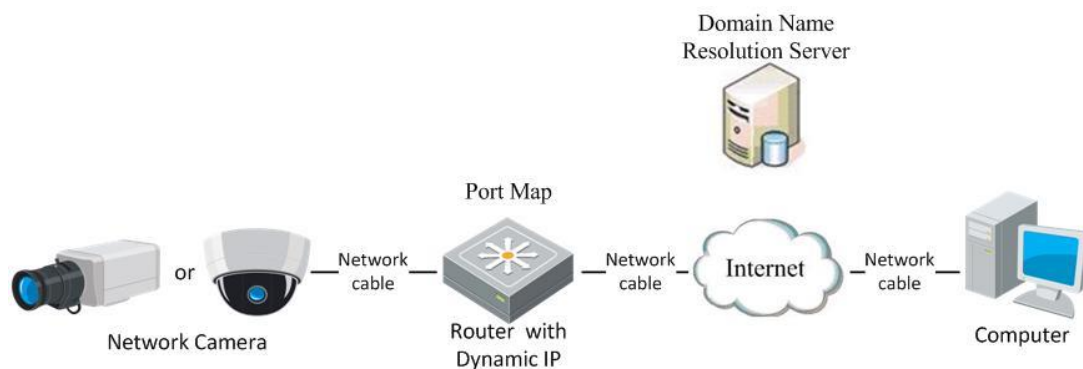 Domain Name
Resolution Server
Port Map
or
Network
cable
Network
cable
Internet
Network
cable
Network Camera
Router with
Dynamic IP
Computer